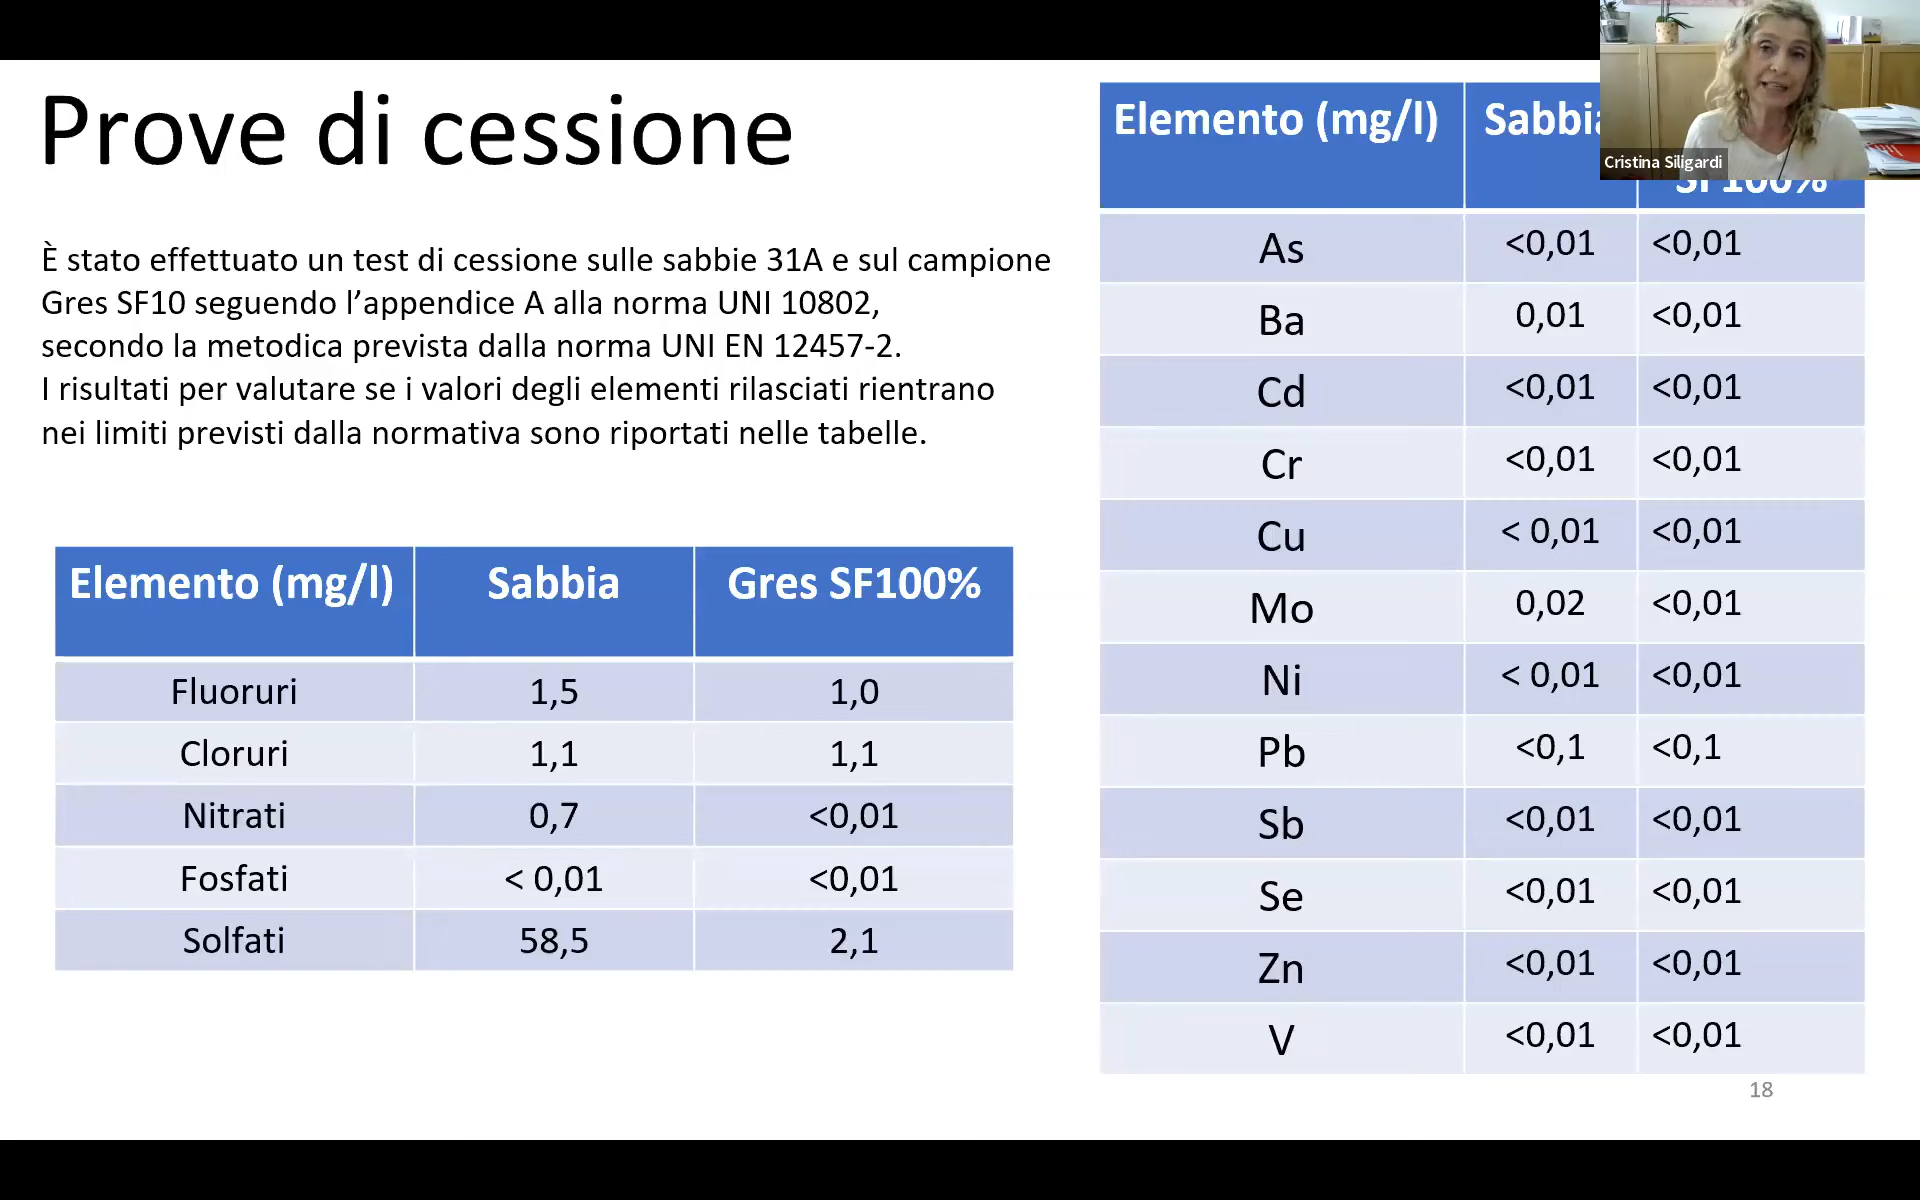 Prove di cessione
È stato effettuato un test di cessione sulle sabbie 31A e sul campione
Gres SF10 seguendo l’appendice A alla norma UNI 10802,
secondo la metodica prevista dalla norma UNI EN 12457-2.
I risultati per valutare se i valori degli elementi rilasciati rientrano
nei limiti previsti dalla normativa sono riportati nelle tabelle.
Elemento (mg/l) Sabbia Gres SF100%
Fluoruri 1,5 1,0
Cloruri 1,1 1,1
Nitrati 0,7 <0,01
Fosfati < 0,01 <0,01
Solfati 58,5 2,1
Elemento (mg/l) Sabbia
SF100%
As <0,01 <0,01
Ba 0,01 <0,01
Cd <0,01 <0,01
Cr <0,01 <0,01
Cu < 0,01 <0,01
Mo 0,02 <0,01
Ni < 0,01 <0,01
Pb <0,1 <0,1
Sb <0,01 <0,01
Se <0,01 <0,01
Zn <0,01 <0,01
V <0,01 <0,01
18
Cristina Siligardi